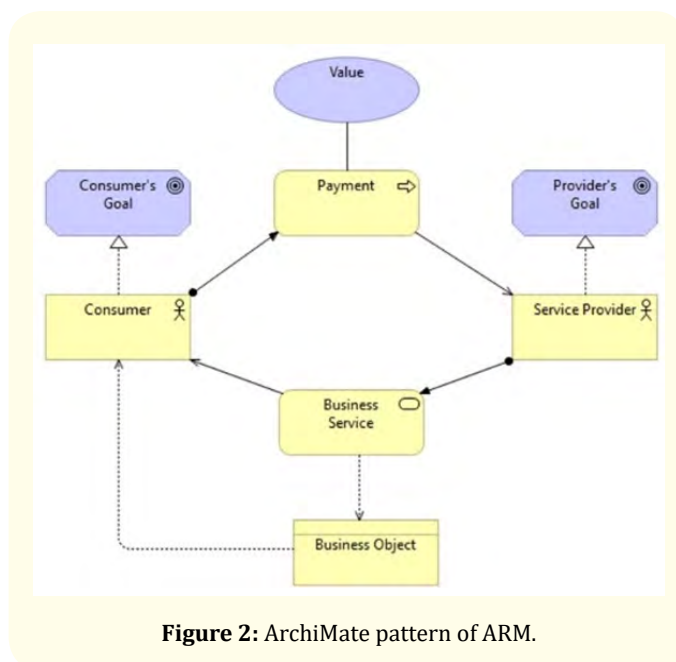 Value
Consumer's
Goal
Payment
Provider's
Goal
Consumer
Service Provider
Business
Service
Business Object
Figure 2: ArchiMate pattern of ARM.